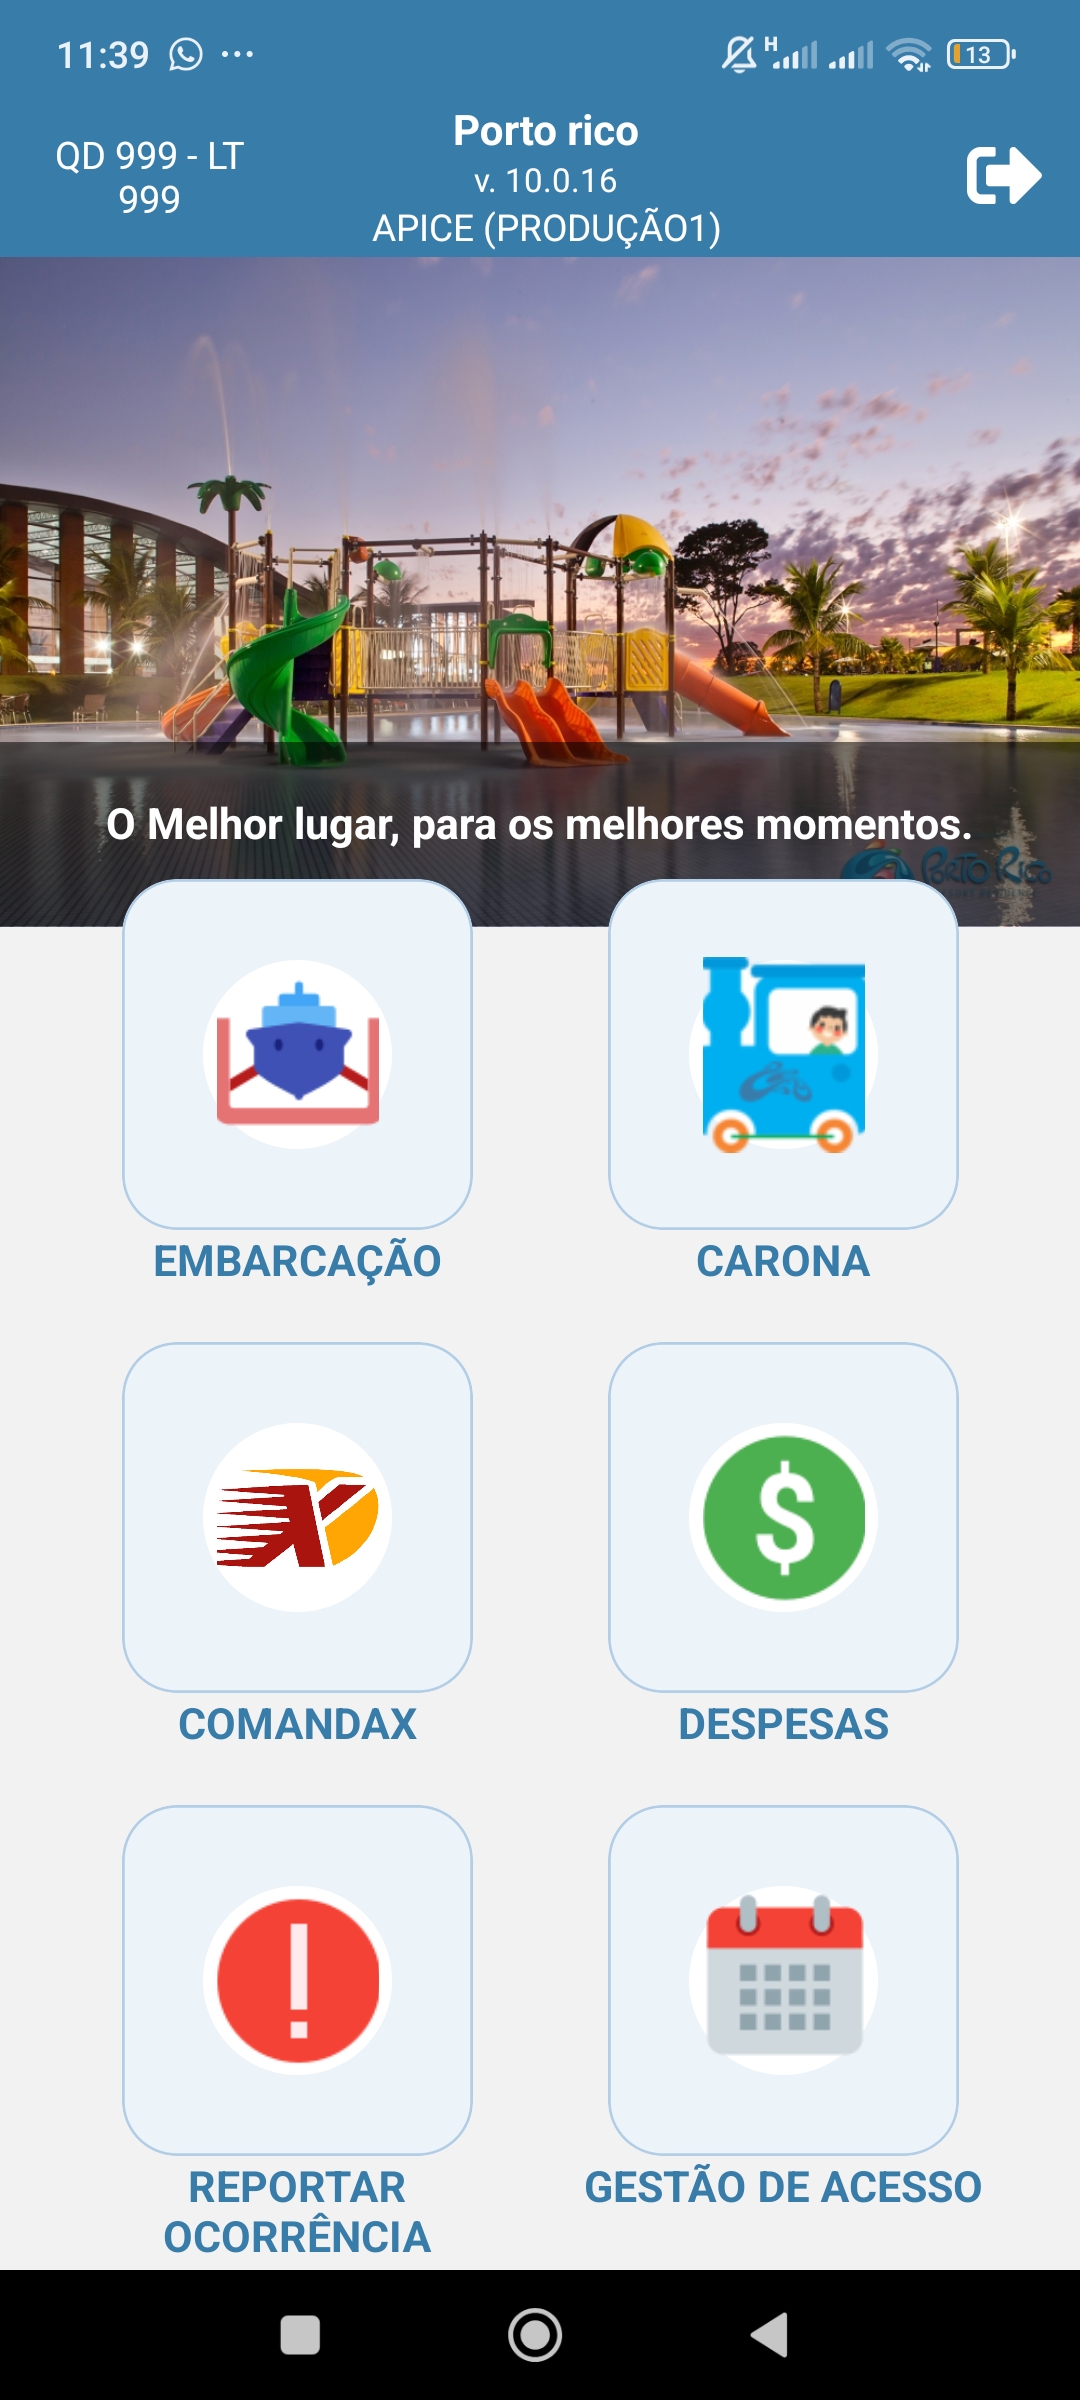 11:39
H
13
QD 999 - LT
999
Porto rico
v. 10.0.16
APICE (PRODUÇÃO1)
O Melhor lugar, para os melhores momentos.
PORTO RICO
EMBARCAÇÃO
CARONA
COMANDAX
DESPESAS
REPORTAR
OCORRÊNCIA
GESTÃO DE ACESSO